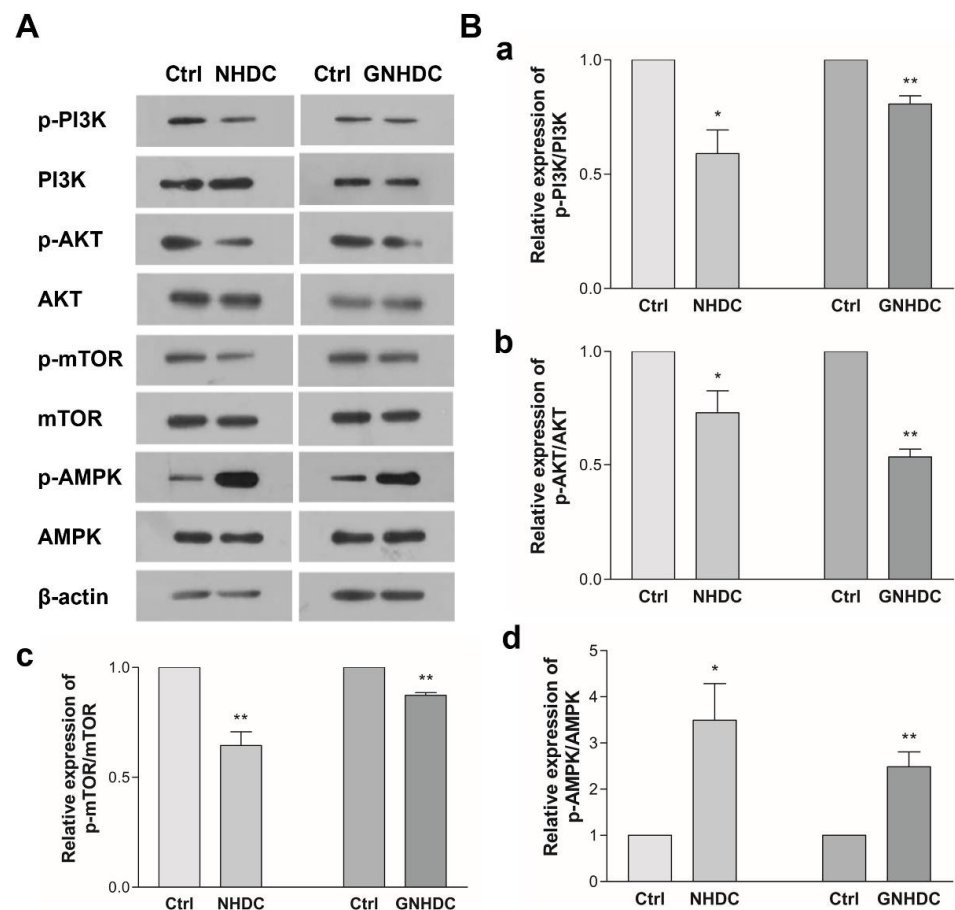 A
Ctrl NHDC Ctrl GNHDC
p-PI3K
PI3K
p-AKT
AKT
p-mTOR
mTOR
p-AMPK
AMPK
β-actin
B
a
Relative expression of
p-PI3K/PI3K
1.0
0.5
0.0
*
**
Ctrl NHDC Ctrl GNHDC
b
Relative expression of
p-AKT/AKT
1.0
0.5
0.0
*
**
Ctrl NHDC Ctrl GNHDC
c
Relative expression of
p-mTOR/mTOR
1.0
0.5
0.0
**
**
Ctrl NHDC Ctrl GNHDC
d
Relative expression of
p-AMPK/AMPK
5
4
3
2
1
0
*
**
Ctrl NHDC Ctrl GNHDC